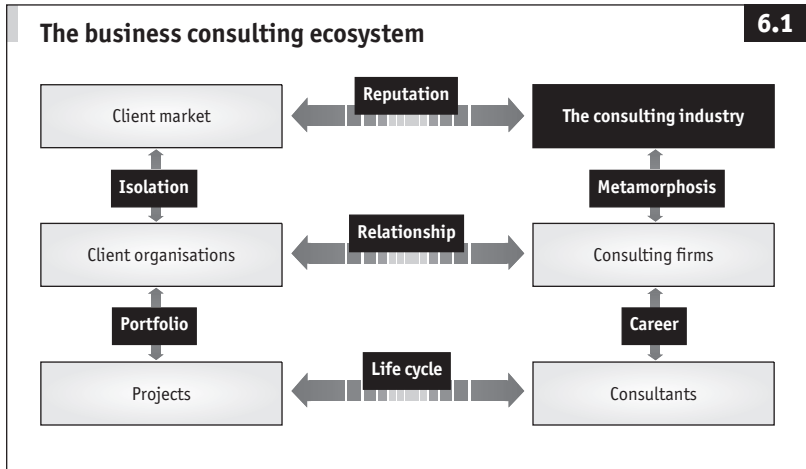 The business consulting ecosystem
6.1
Client market
Reputation
The consulting industry
Isolation
Metamorphosis
Client organisations
Relationship
Consulting firms
Portfolio
Career
Projects
Life cycle
Consultants